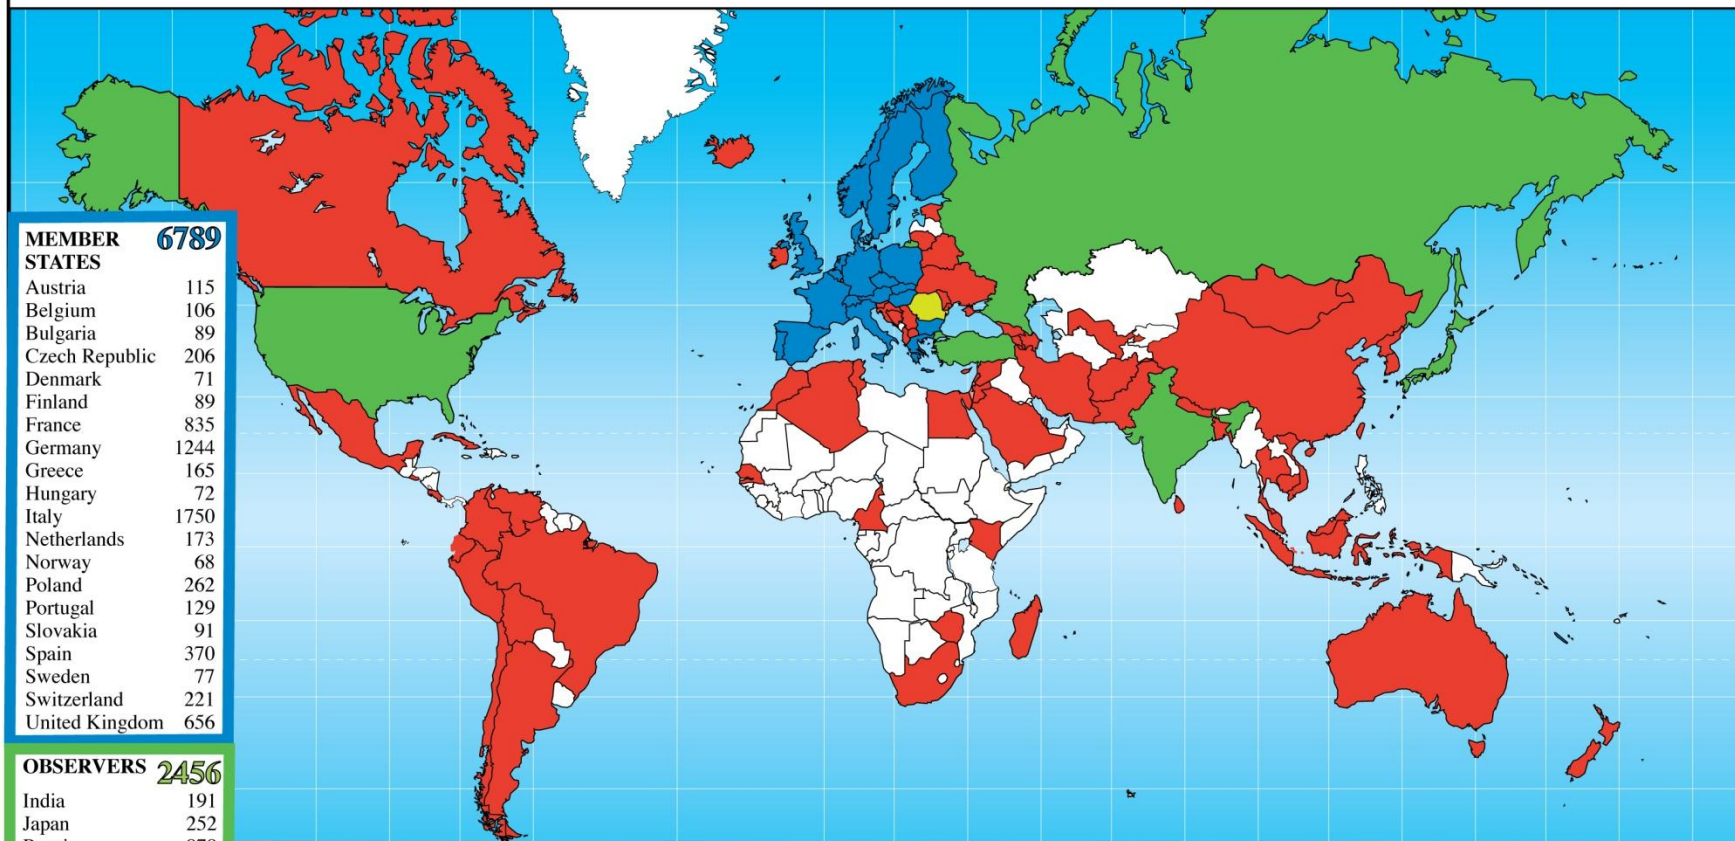 MEMBER 6789
STATES
Austria 115
Belgium 106
Bulgaria 89
Czech Republic 206
Denmark 71
Finland 89
France 835
Germany 1244
Greece 165
Hungary 72
Italy 1750
Netherlands 173
Norway 68
Poland 262
Portugal 129
Slovakia 91
Spain 370
Sweden 77
Switzerland 221
United Kingdom 656
OBSERVERS 2456
India 191
Japan 252